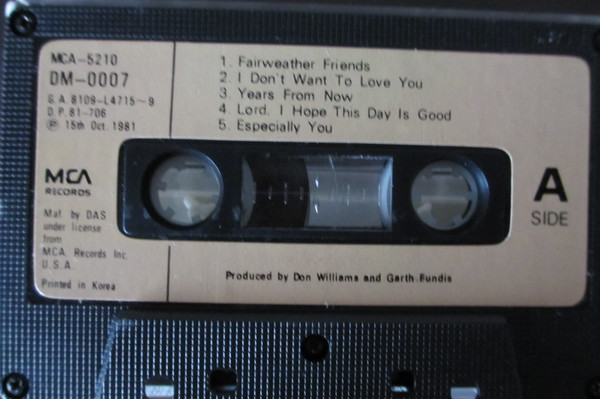 MCA-5210
DM-0007
G.A. 8109-L4715~9
D.P. 81-706
Ⓟ 15th Oct. 1981
1. Fairweather Friends
2. I Don't Want To Love You
3. Years From Now
4. Lord, I Hope This Day Is Good
5. Especially You
MCA
RECORDS
A
SIDE
Maf. by DAS
under license
from
MCA. Records Inc.
U.S.A.
Printed in Korea
Produced by Don Williams and Garth Fundis